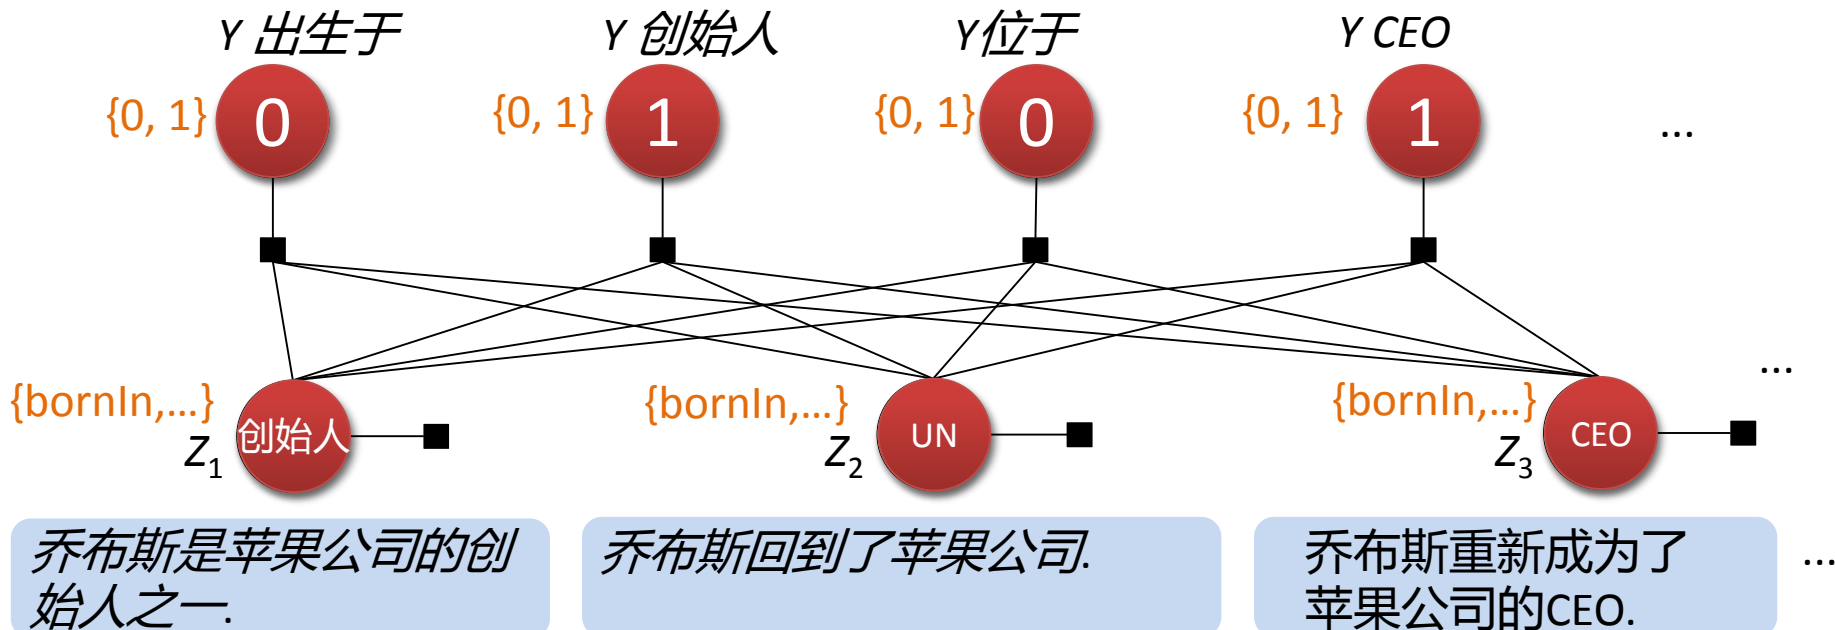 Y 出生于
Y 创始人
Y位于
Y CEO
{0, 1}
0
{0, 1}
1
{0, 1}
0
{0, 1}
1
...
...
{bornIn,...}
创始人
Z1
{bornIn,...}
UN
Z2
{bornIn,...}
CEO
Z3
乔布斯是苹果公司的创
始人之一.
乔布斯回到了苹果公司.
乔布斯重新成为了
苹果公司的CEO.
...